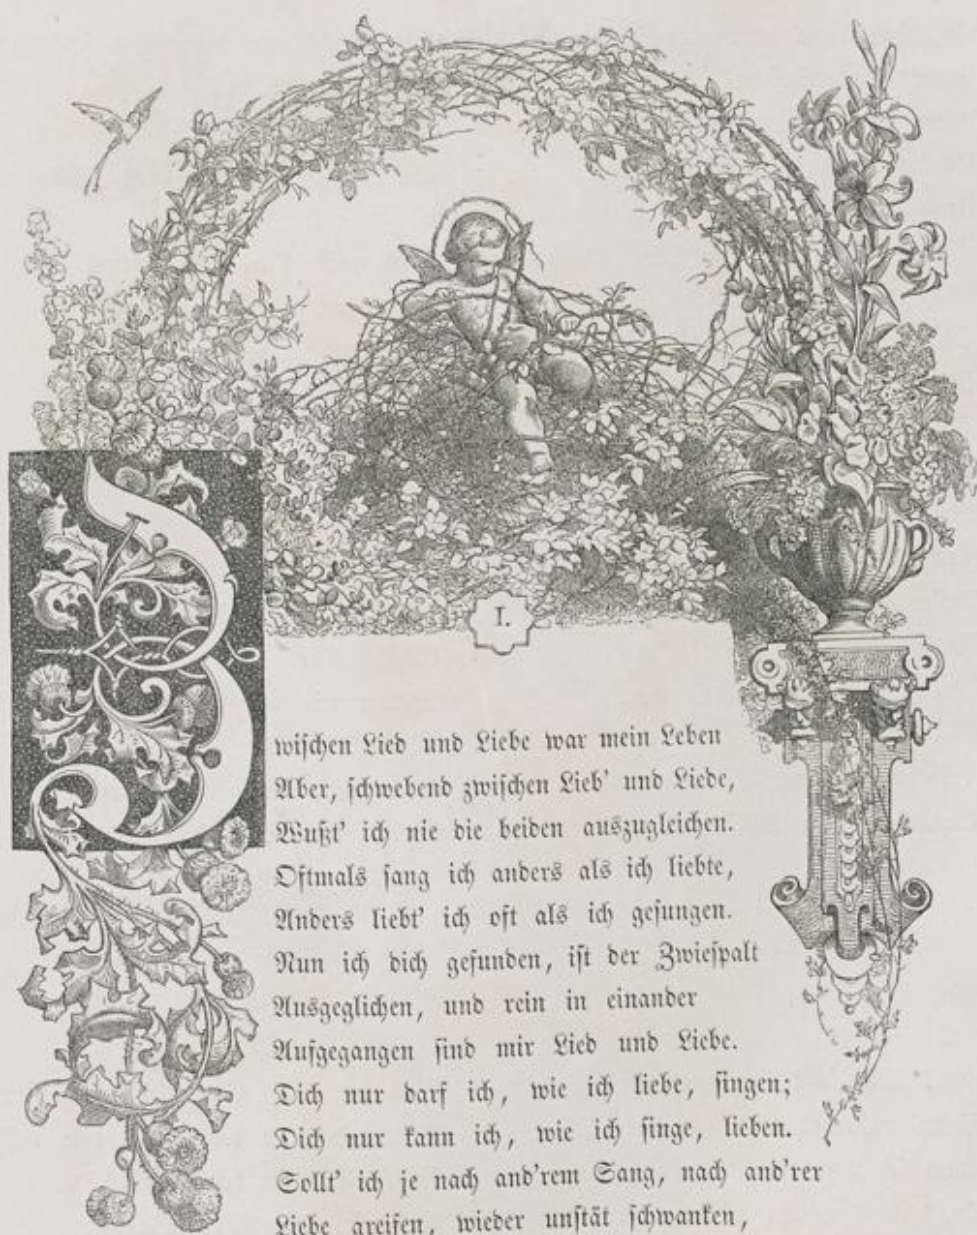 I.
Zwischen Lied und Liebe war mein Leben
Aber, schwebend zwischen Lieb' und Liede,
Wußt' ich nie die beiden auszugleichen.
Oftmals sang ich anders als ich liebte,
Anders liebt' ich oft als ich gesungen.
Nun ich dich gefunden, ist der Zwiespalt
Ausgeglichen, und rein in einander
Aufgegangen sind mir Lied und Liebe.
Dich nur darf ich, wie ich liebe, singen;
Dich nur kann ich, wie ich singe, lieben.
Sollt' ich je nach and'rem Sang, nach and'rer
Liebe greifen, wieder unstät schwanken,